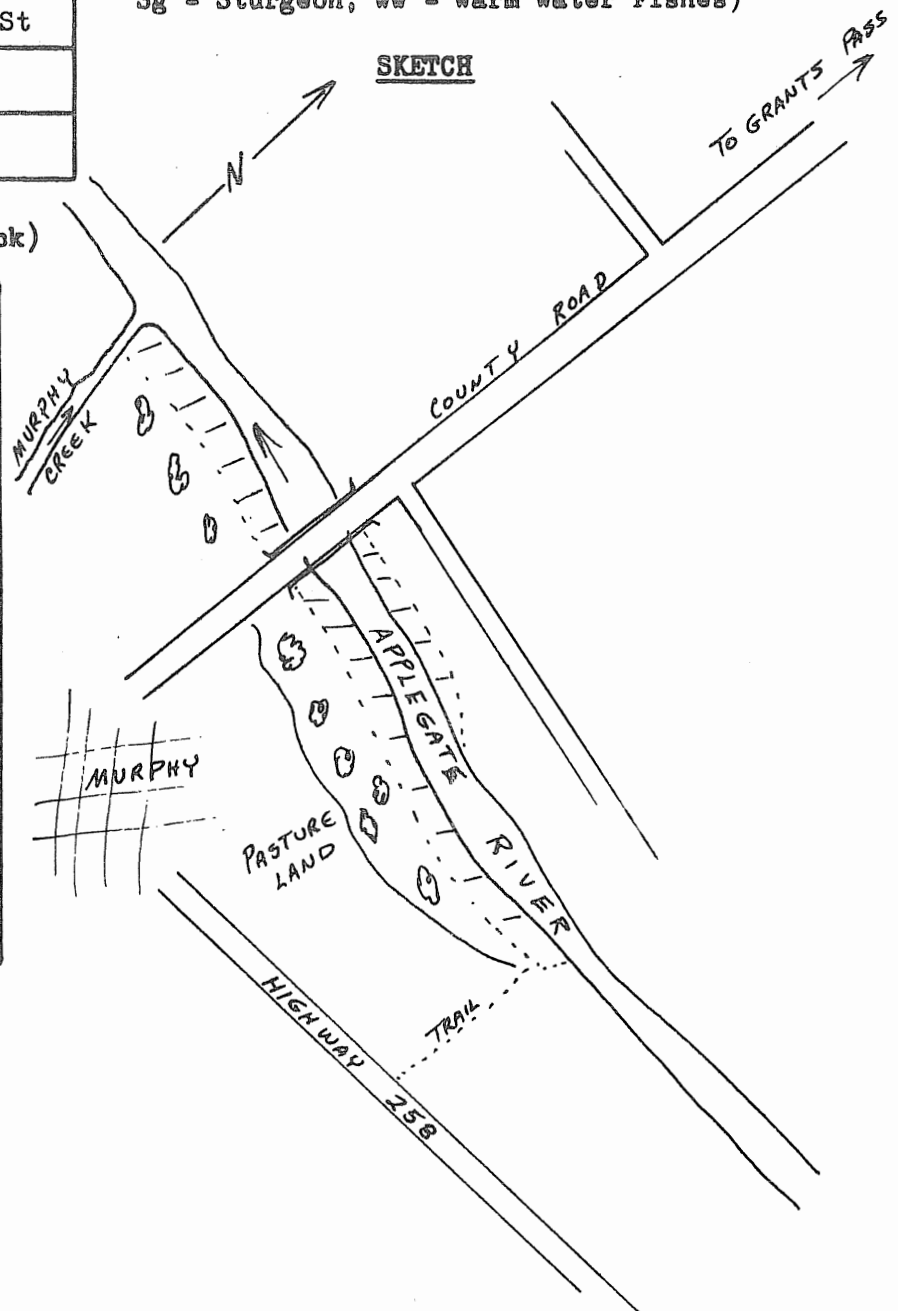 Sg - Sturgeon, WW - Warm Water Fishes)
St
SKETCH
TO GRANTS PASS
N
ok)
COUNTY ROAD
MURPHY
CREEK
APPLEGATE
RIVER
MURPHY
PASTURE
LAND
TRAIL
HIGHWAY 258